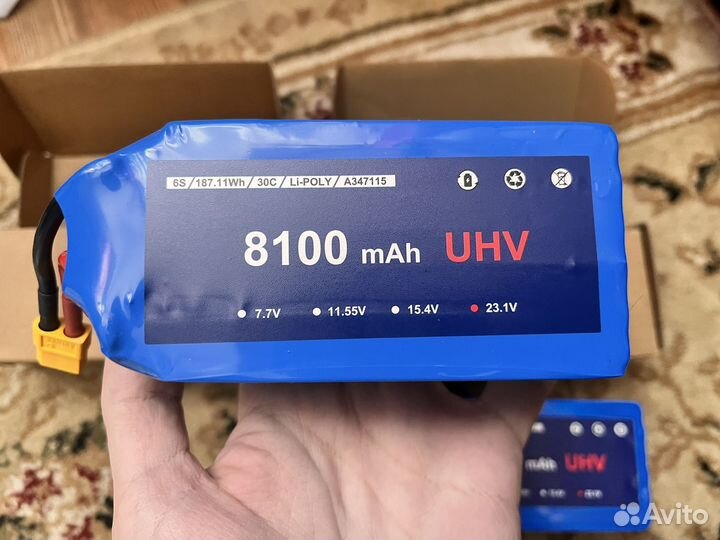 6S / 187.11Wh / 30C / Li-POLY / A347115
8100 mAh UHV
7.7V 11.55V 15.4V 23.1V
mAh UHV
Avito